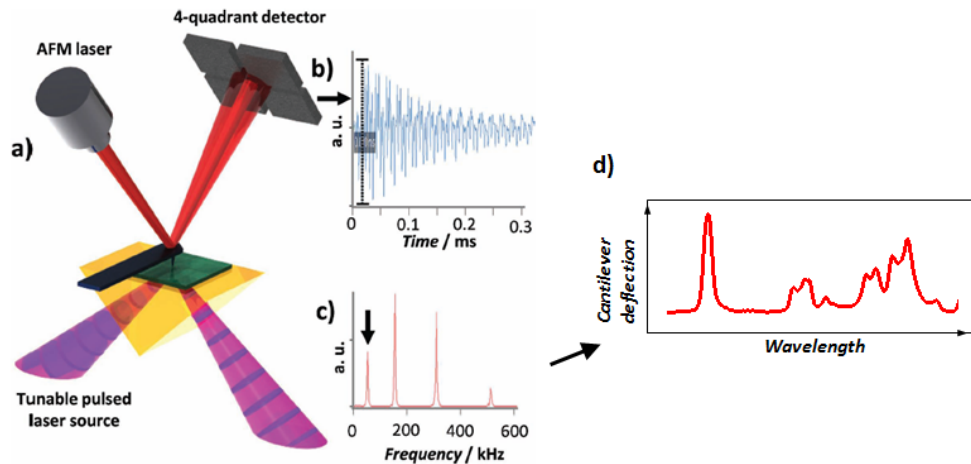 4-quadrant detector
AFM laser
a)
b)
a. u.
0 0.1 0.2 0.3
Time / ms
Tunable pulsed
laser source
c)
a. u.
0 200 400 600
Frequency / kHz
d)
Cantilever
deflection
Wavelength